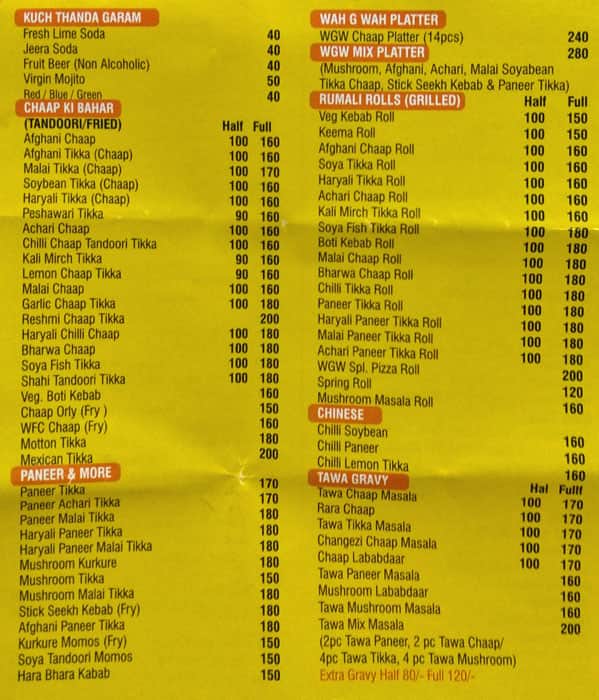 KUCH THANDA GARAM
Fresh Lime Soda 40
Jeera Soda 40
Fruit Beer (Non Alcoholic) 40
Virgin Mojito 50
Red / Blue / Green 40
CHAAP KI BAHAR
(TANDOORI/FRIED) Half Full
Afghani Chaap 100 160
Afghani Tikka (Chaap) 100 160
Malai Tikka (Chaap) 100 170
Soybean Tikka (Chaap) 100 160
Haryali Tikka (Chaap) 100 160
Peshawari Tikka 90 160
Achari Chaap 100 160
Chilli Chaap Tandoori Tikka 100 160
Kali Mirch Tikka 90 160
Lemon Chaap Tikka 90 160
Malai Chaap 100 160
Garlic Chaap Tikka 100 180
Reshmi Chaap Tikka 200
Haryali Chilli Chaap 100 180
Bharwa Chaap 100 180
Soya Fish Tikka 100 180
Shahi Tandoori Tikka 100 180
Veg. Boti Kebab 160
Chaap Orly (Fry ) 150
WFC Chaap (Fry) 160
Motton Tikka 180
Mexican Tikka 200
PANEER & MORE
Paneer Tikka 170
Paneer Achari Tikka 170
Paneer Malai Tikka 180
Haryali Paneer Tikka 180
Haryali Paneer Malai Tikka 180
Mushroom Kurkure 180
Mushroom Tikka 150
Mushroom Malai Tikka 180
Stick Seekh Kebab (Fry) 180
Afghani Paneer Tikka 180
Kurkure Momos (Fry) 150
Soya Tandoori Momos 150
Hara Bhara Kabab 150
WAH G WAH PLATTER
WGW Chaap Platter (14pcs) 240
WGW MIX PLATTER 280
(Mushroom, Afghani, Achari, Malai Soyabean
Tikka Chaap, Stick Seekh Kebab & Paneer Tikka)
RUMALI ROLLS (GRILLED) Half Full
Veg Kebab Roll 100 150
Keema Roll 100 150
Afghani Chaap Roll 100 160
Soya Tikka Roll 100 160
Haryali Tikka Roll 100 160
Achari Chaap Roll 100 160
Kali Mirch Tikka Roll 100 160
Soya Fish Tikka Roll 100 180
Boti Kebab Roll 100 180
Malai Chaap Roll 100 180
Bharwa Chaap Roll 100 180
Chilli Tikka Roll 100 180
Paneer Tikka Roll 100 180
Haryali Paneer Tikka Roll 100 180
Malai Paneer Tikka Roll 100 180
Achari Paneer Tikka Roll 100 180
WGW Spl. Pizza Roll 200
Spring Roll 120
Mushroom Masala Roll 160
CHINESE
Chilli Soybean 160
Chilli Paneer 160
Chilli Lemon Tikka 160
TAWA GRAVY Hal Fullf
Tawa Chaap Masala 100 170
Rara Chaap 100 170
Tawa Tikka Masala 100 170
Changezi Chaap Masala 100 170
Chaap Lababdaar 100 170
Tawa Paneer Masala 160
Mushroom Lababdaar 160
Tawa Mushroom Masala 160
Tawa Mix Masala 200
(2pc Tawa Paneer, 2 pc Tawa Chaap/
4pc Tawa Tikka, 4 pc Tawa Mushroom)
Extra Gravy Half 80/- Full 120/-